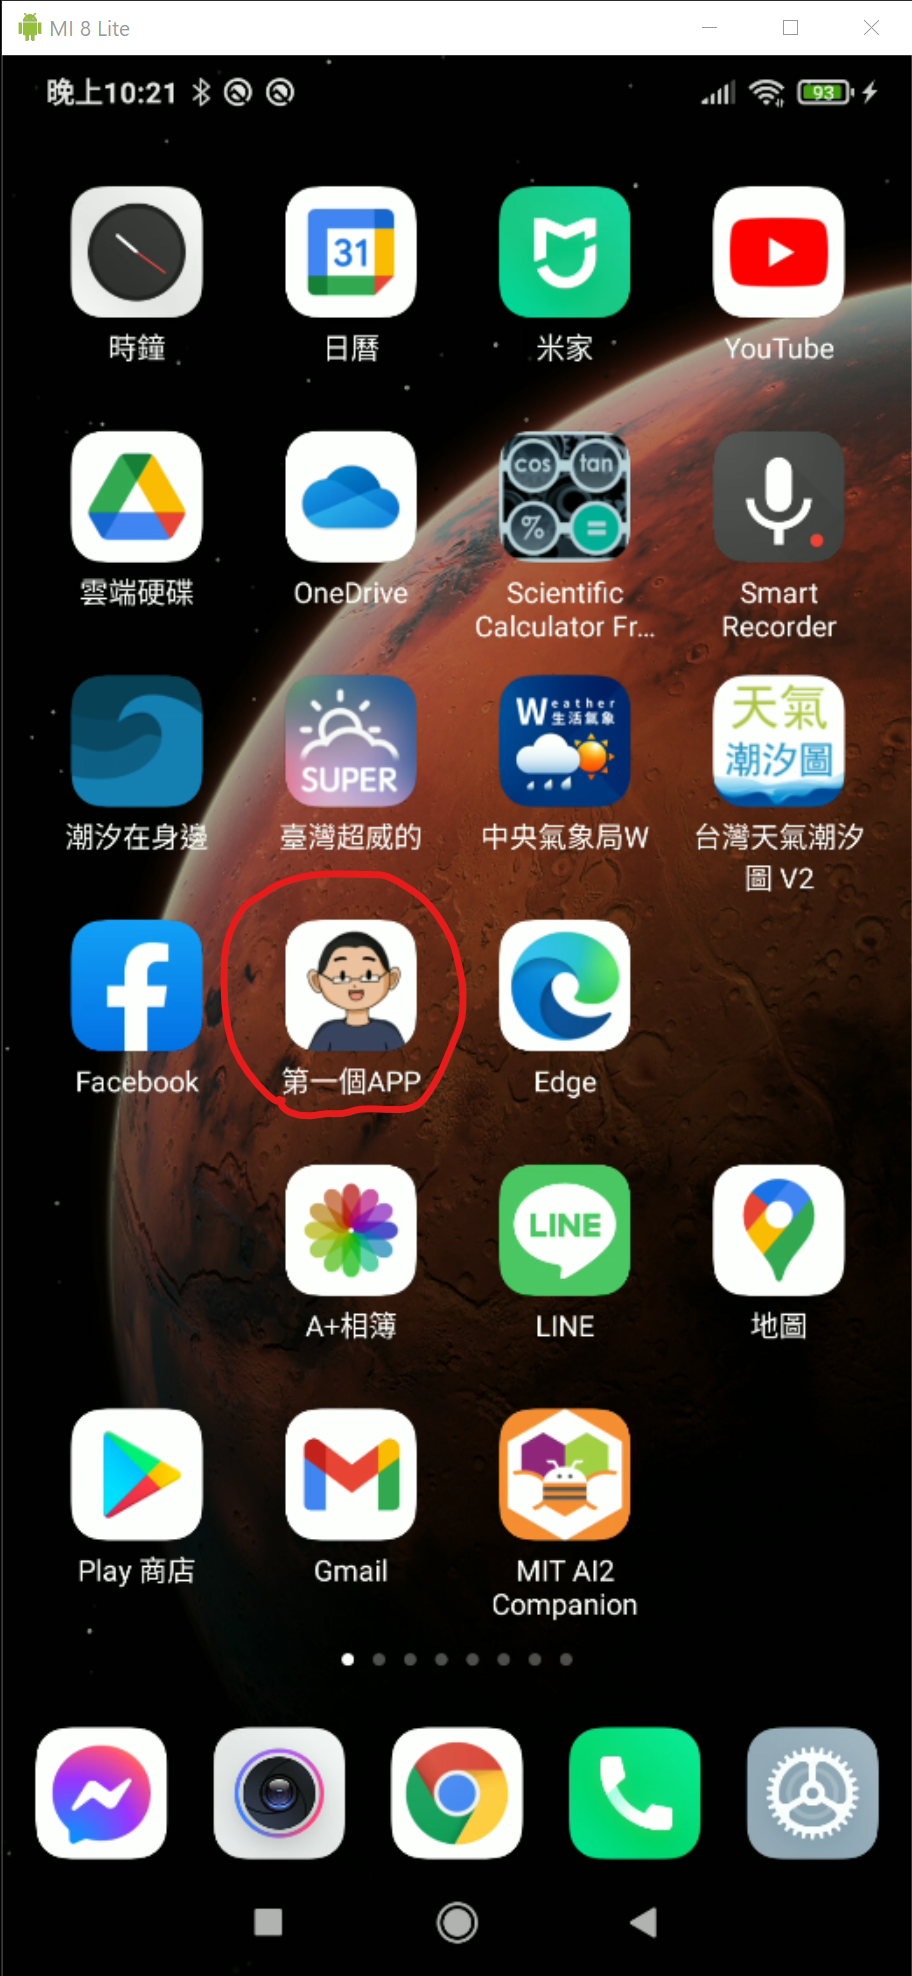 MI 8 Lite
晚上10:21
93
31
時鐘
日曆
米家
YouTube
cos tan
% =
雲端硬碟
OneDrive
Scientific
Calculator Fr...
Smart
Recorder
SUPER
Weather
生活氣象
天氣
潮汐圖
潮汐在身邊
臺灣超威的
中央氣象局W
台灣天氣潮汐
圖 V2
Facebook
第一個APP
Edge
LINE
A+相簿
LINE
地圖
Play 商店
Gmail
MIT AI2
Companion